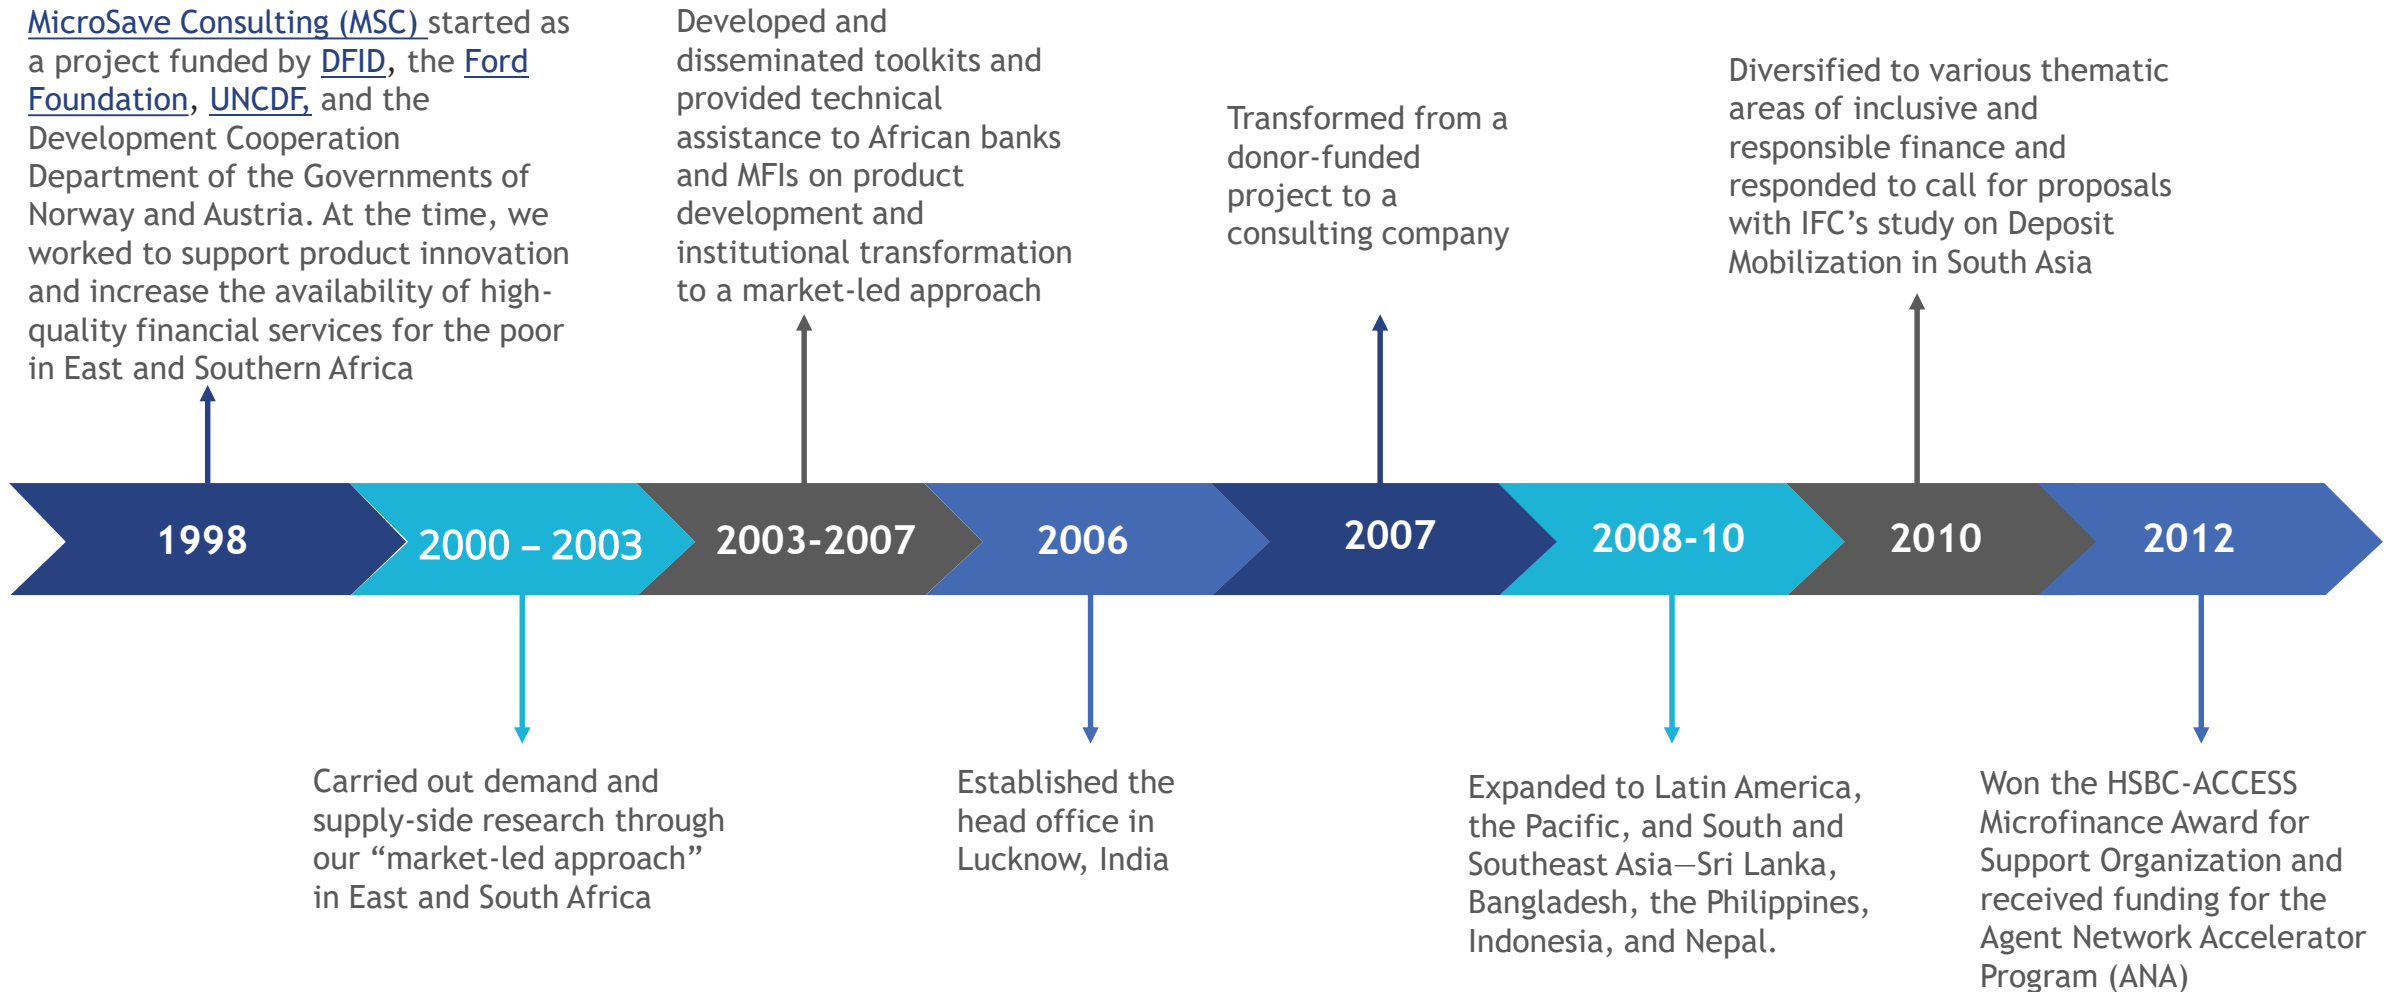 MicroSave Consulting (MSC) started as
a project funded by DFID, the Ford
Foundation, UNCDF, and the
Development Cooperation
Department of the Governments of
Norway and Austria. At the time, we
worked to support product innovation
and increase the availability of high-
quality financial services for the poor
in East and Southern Africa
Developed and
disseminated toolkits and
provided technical
assistance to African banks
and MFIs on product
development and
institutional transformation
to a market-led approach
Transformed from a
donor-funded
project to a
consulting company
Diversified to various thematic
areas of inclusive and
responsible finance and
responded to call for proposals
with IFC’s study on Deposit
Mobilization in South Asia
1998
2000 – 2003
2003-2007
2006
2007
2008-10
2010
2012
Carried out demand and
supply-side research through
our “market-led approach”
in East and South Africa
Established the
head office in
Lucknow, India
Expanded to Latin America,
the Pacific, and South and
Southeast Asia—Sri Lanka,
Bangladesh, the Philippines,
Indonesia, and Nepal.
Won the HSBC-ACCESS
Microfinance Award for
Support Organization and
received funding for the
Agent Network Accelerator
Program (ANA)